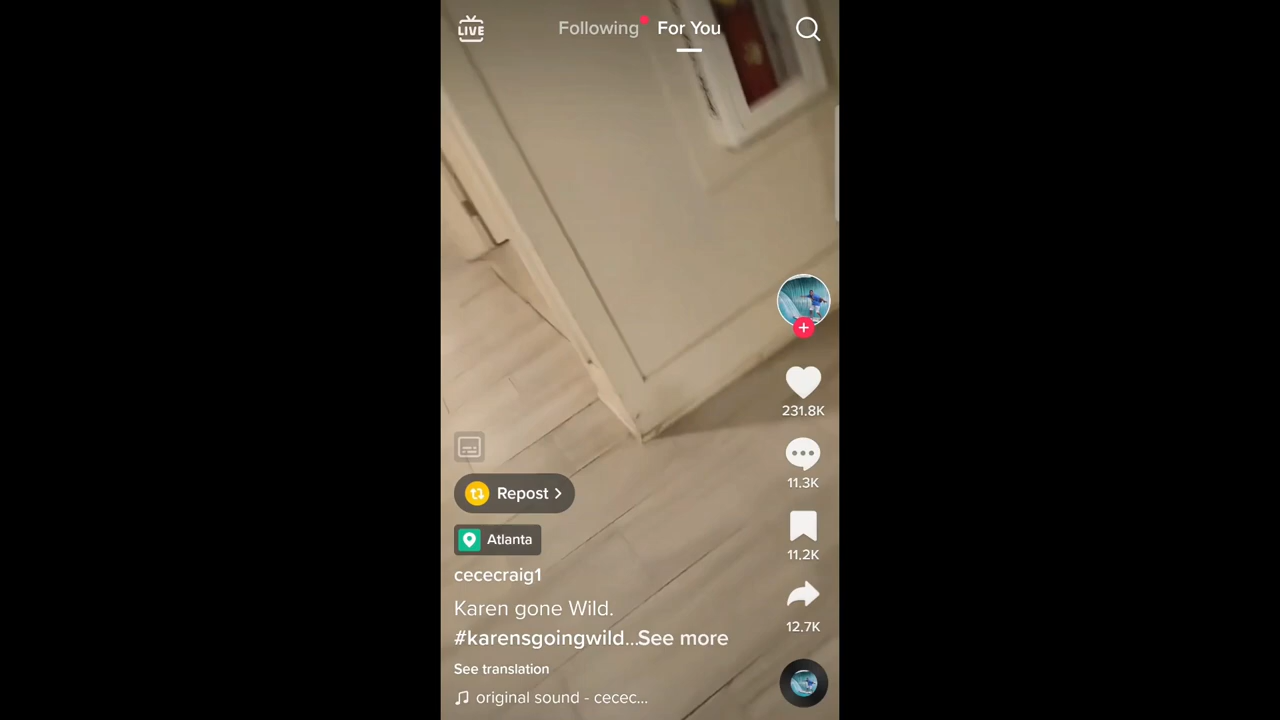 LIVE
Following For You
231.8K
11.3K
Repost
11.2K
Atlanta
cececraig1
Karen gone Wild.
12.7K
#karensgoingwild...See more
See translation
original sound - cecec...